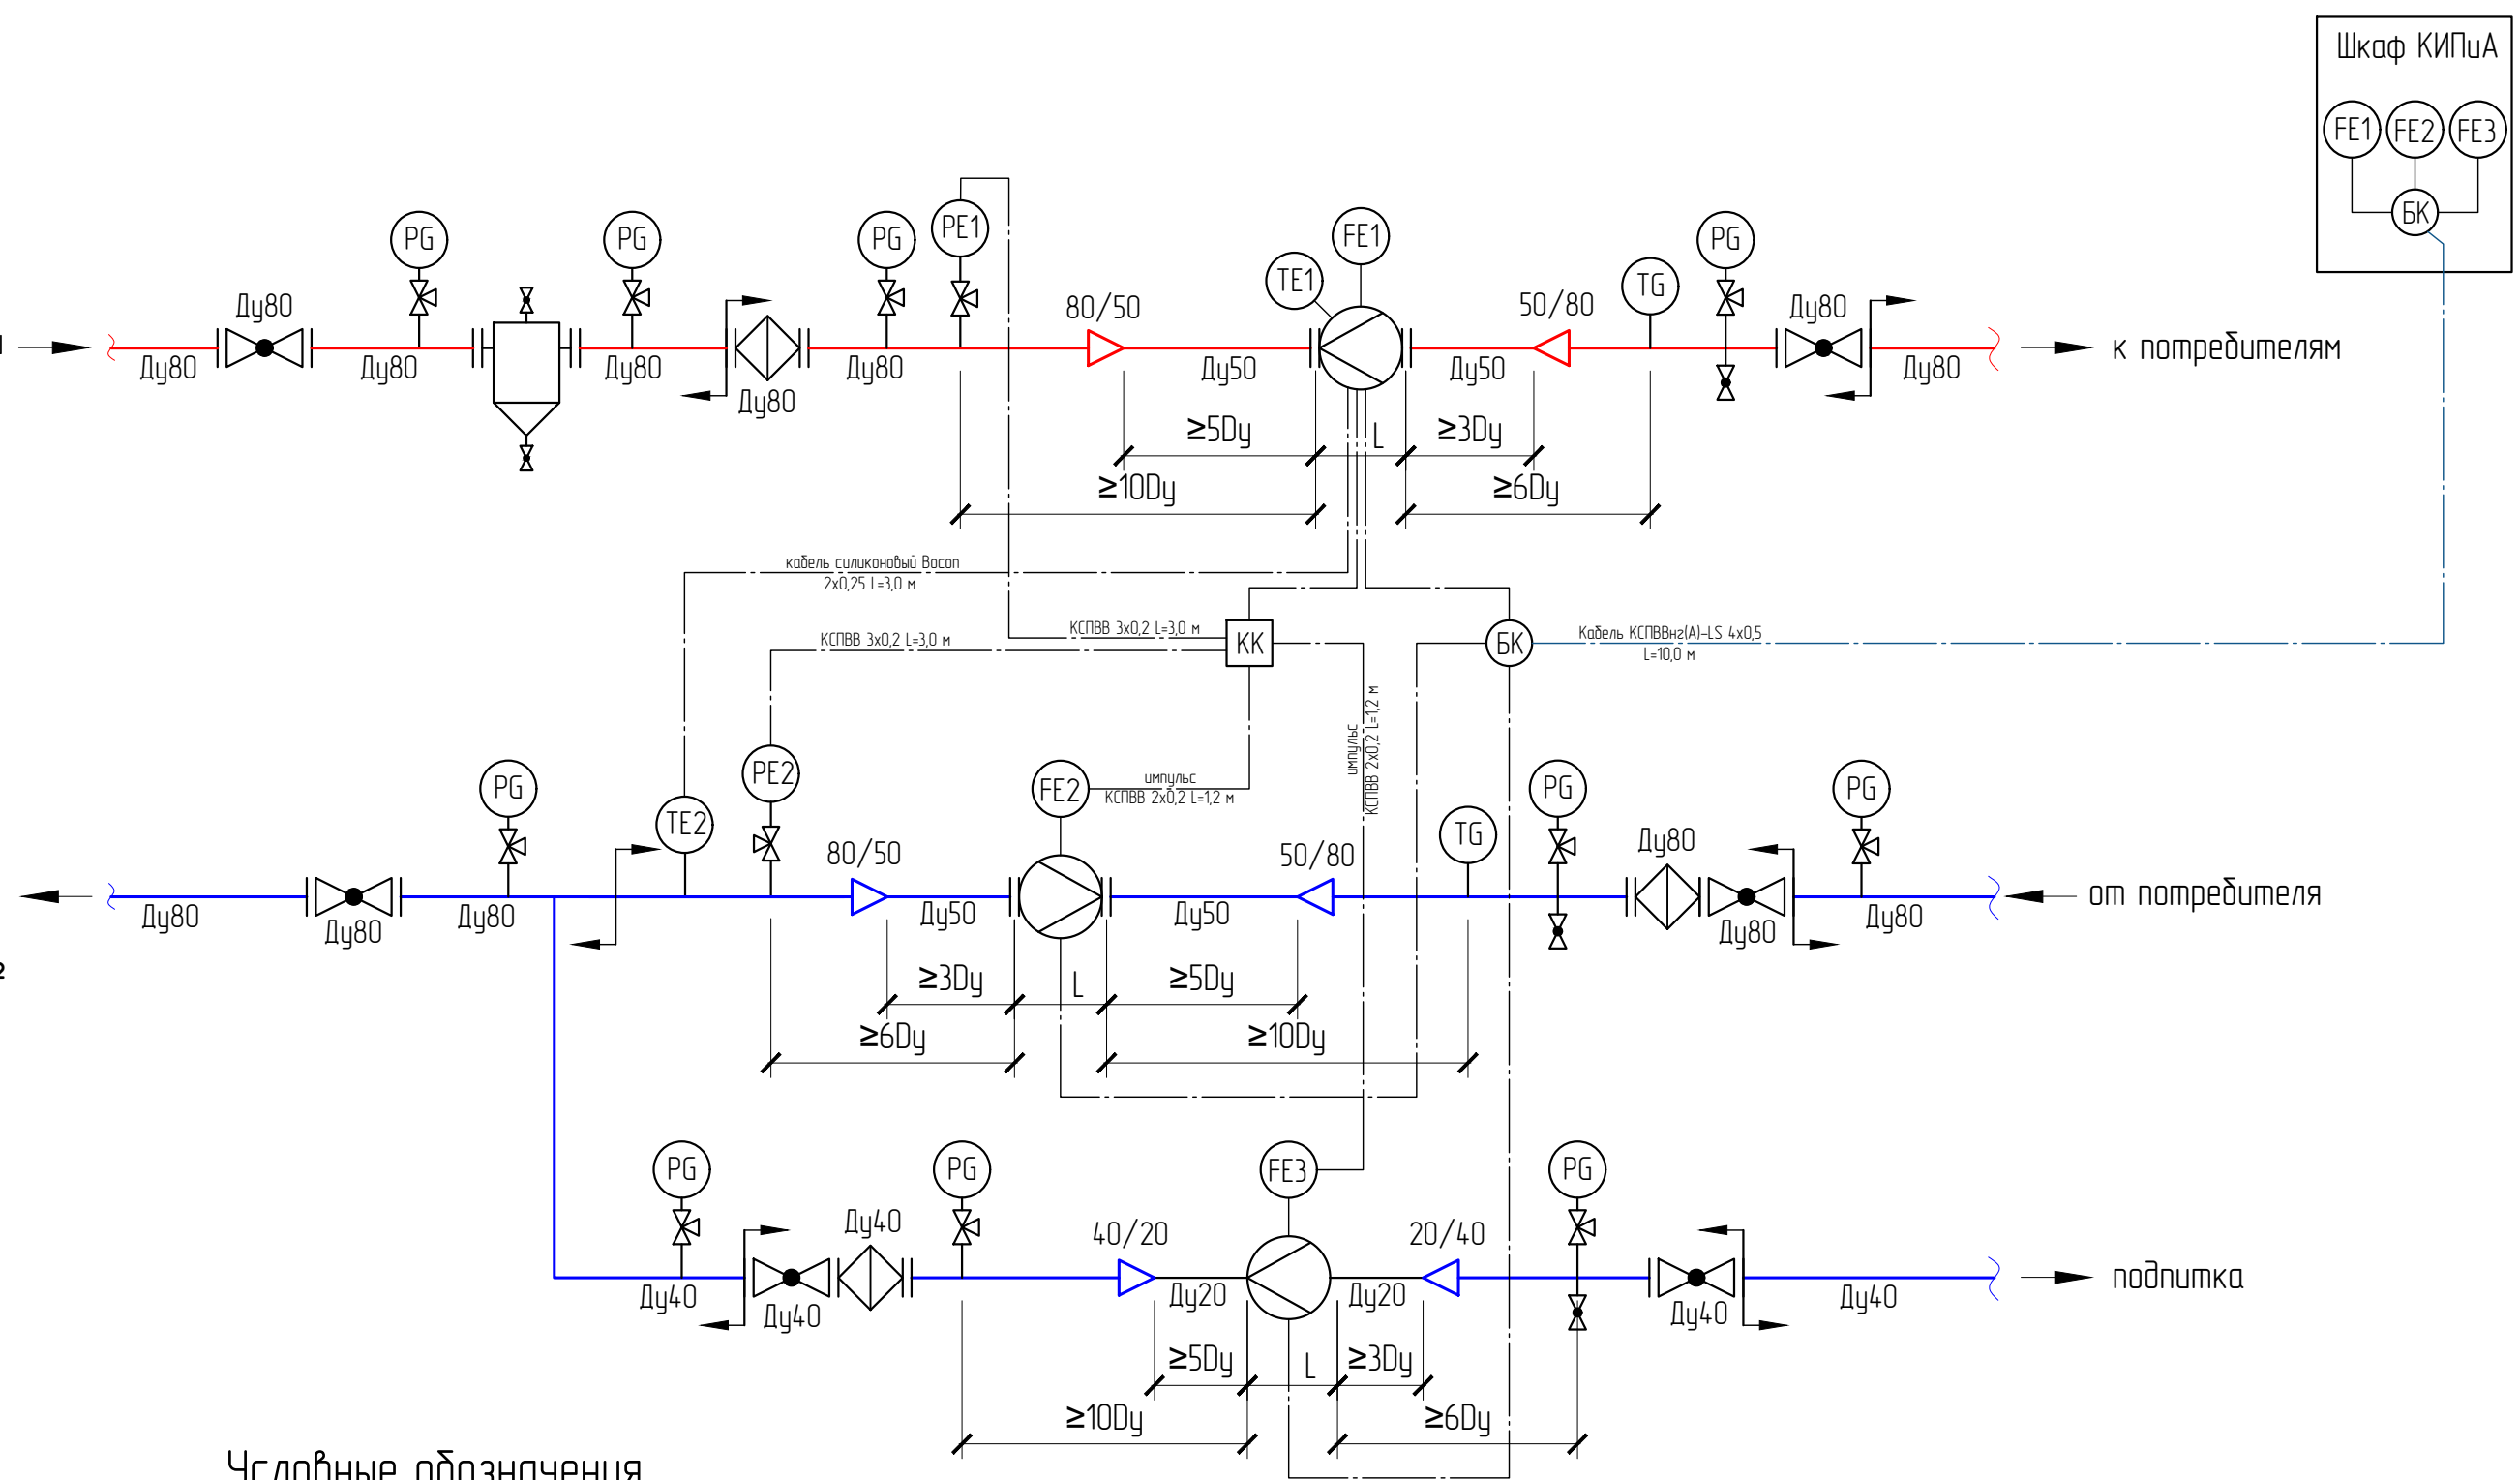 Шкаф КИПиА
FE1 FE2 FE3
БК
PG PG PG PE1 TE1 FE1 TG PG
Ду80 80/50 50/80 Ду80
к потребителям
Ду80 Ду80 Ду80 Ду80 Ду80 Ду50 Ду50 Ду80
≥5Dy L ≥3Dy
≥10Dy ≥6Dy
кабель силиконовый Восоп
2х0,25 L=3,0 м
КСПВВ 3х0,2 L=3,0 м
КСПВВ 3х0,2 L=3,0 м
КК
БК
Кабель КСПВВнг(А)-LS 4х0,5
L=10,0 м
импульс
КСПВВ 2х0,2 L=1,2 м
PG TE2 PE2 FE2 TG PG PG
импульс
КСПВВ 2х0,2 L=1,2 м
80/50 50/80 Ду80
от потребителя
Ду80 Ду80 Ду80 Ду50 Ду50 Ду80 Ду80
≥3Dy L ≥5Dy
≥6Dy ≥10Dy
PG PG FE3 PG
Ду40 40/20 20/40
подпитка
Ду40 Ду40 Ду20 Ду20 Ду40 Ду40
≥5Dy L ≥3Dy
≥10Dy ≥6Dy
Условные обозначения